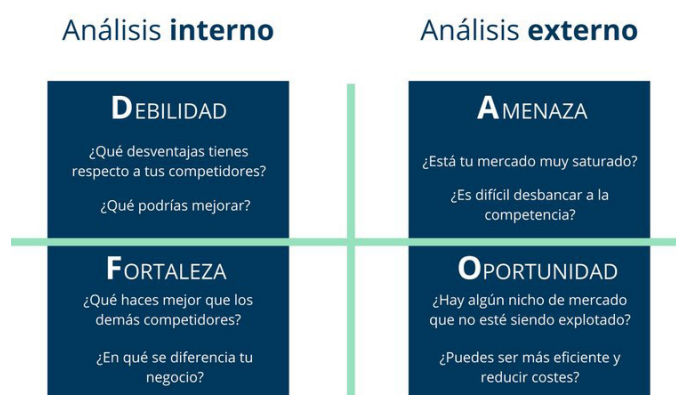 Análisis interno
DEBILIDAD
¿Qué desventajas tienes
respecto a tus competidores?
¿Qué podrías mejorar?
FORTALEZA
¿Qué haces mejor que los
demás competidores?
¿En qué se diferencia tu
negocio?
Análisis externo
AMENAZA
¿Está tu mercado muy saturado?
¿Es difícil desbancar a la
competencia?
OPORTUNIDAD
¿Hay algún nicho de mercado
que no esté siendo explotado?
¿Puedes ser más eficiente y
reducir costes?